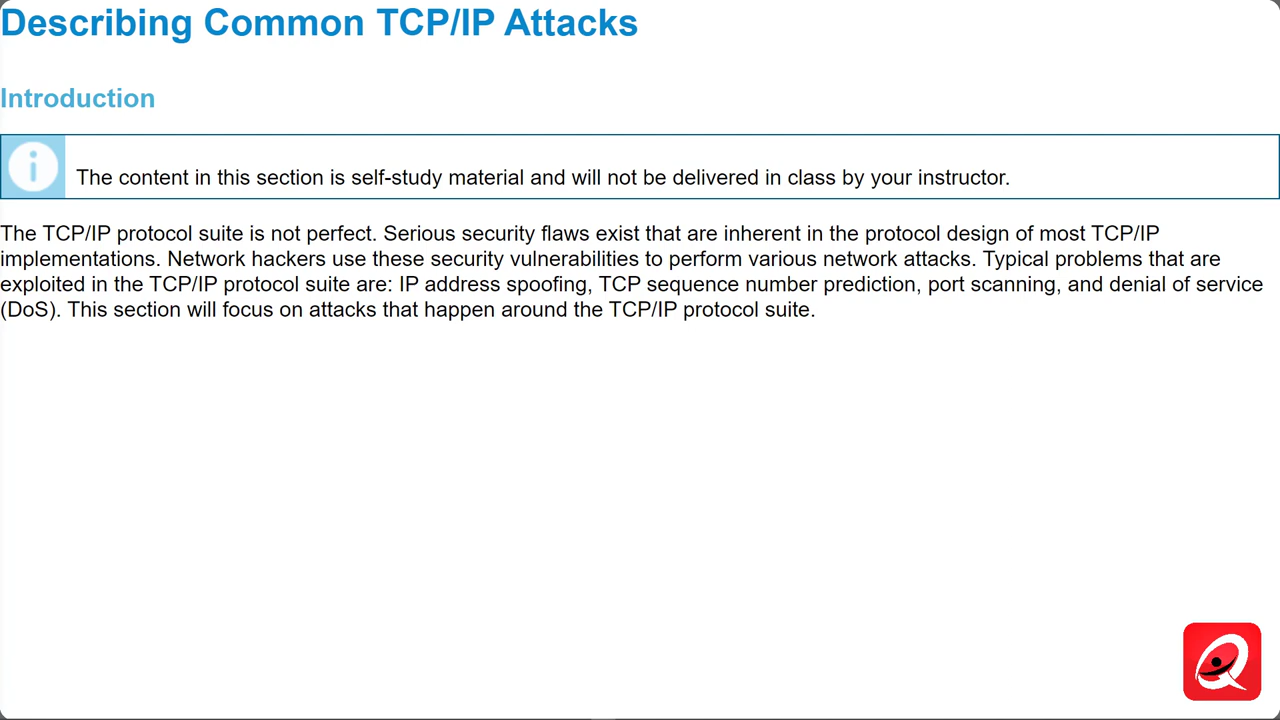 Describing Common TCP/IP Attacks
Introduction
The content in this section is self-study material and will not be delivered in class by your instructor.
The TCP/IP protocol suite is not perfect. Serious security flaws exist that are inherent in the protocol design of most TCP/IP
implementations. Network hackers use these security vulnerabilities to perform various network attacks. Typical problems that are
exploited in the TCP/IP protocol suite are: IP address spoofing, TCP sequence number prediction, port scanning, and denial of service
(DoS). This section will focus on attacks that happen around the TCP/IP protocol suite.